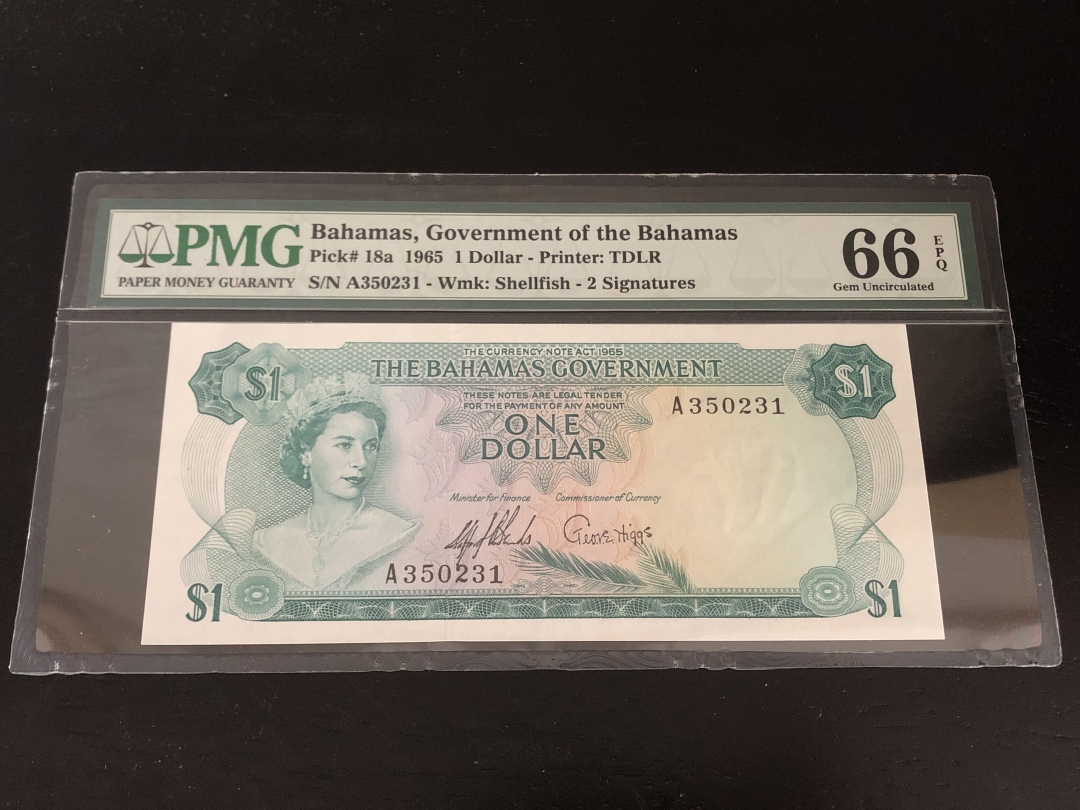 PMG
PAPER MONEY GUARANTY
Bahamas, Government of the Bahamas
Pick# 18a 1965 1 Dollar - Printer: TDLR
S/N A350231 - Wmk: Shellfish - 2 Signatures
66
EPQ
Gem Uncirculated
THE CURRENCY NOTE ACT 1965
THE BAHAMAS GOVERNMENT
$1
$1
THESE NOTES ARE LEGAL TENDER
FOR THE PAYMENT OF ANY AMOUNT
A350231
ONE
DOLLAR
Minister for Finance Commissioner of Currency
George Higgs
A350231
$1
$1